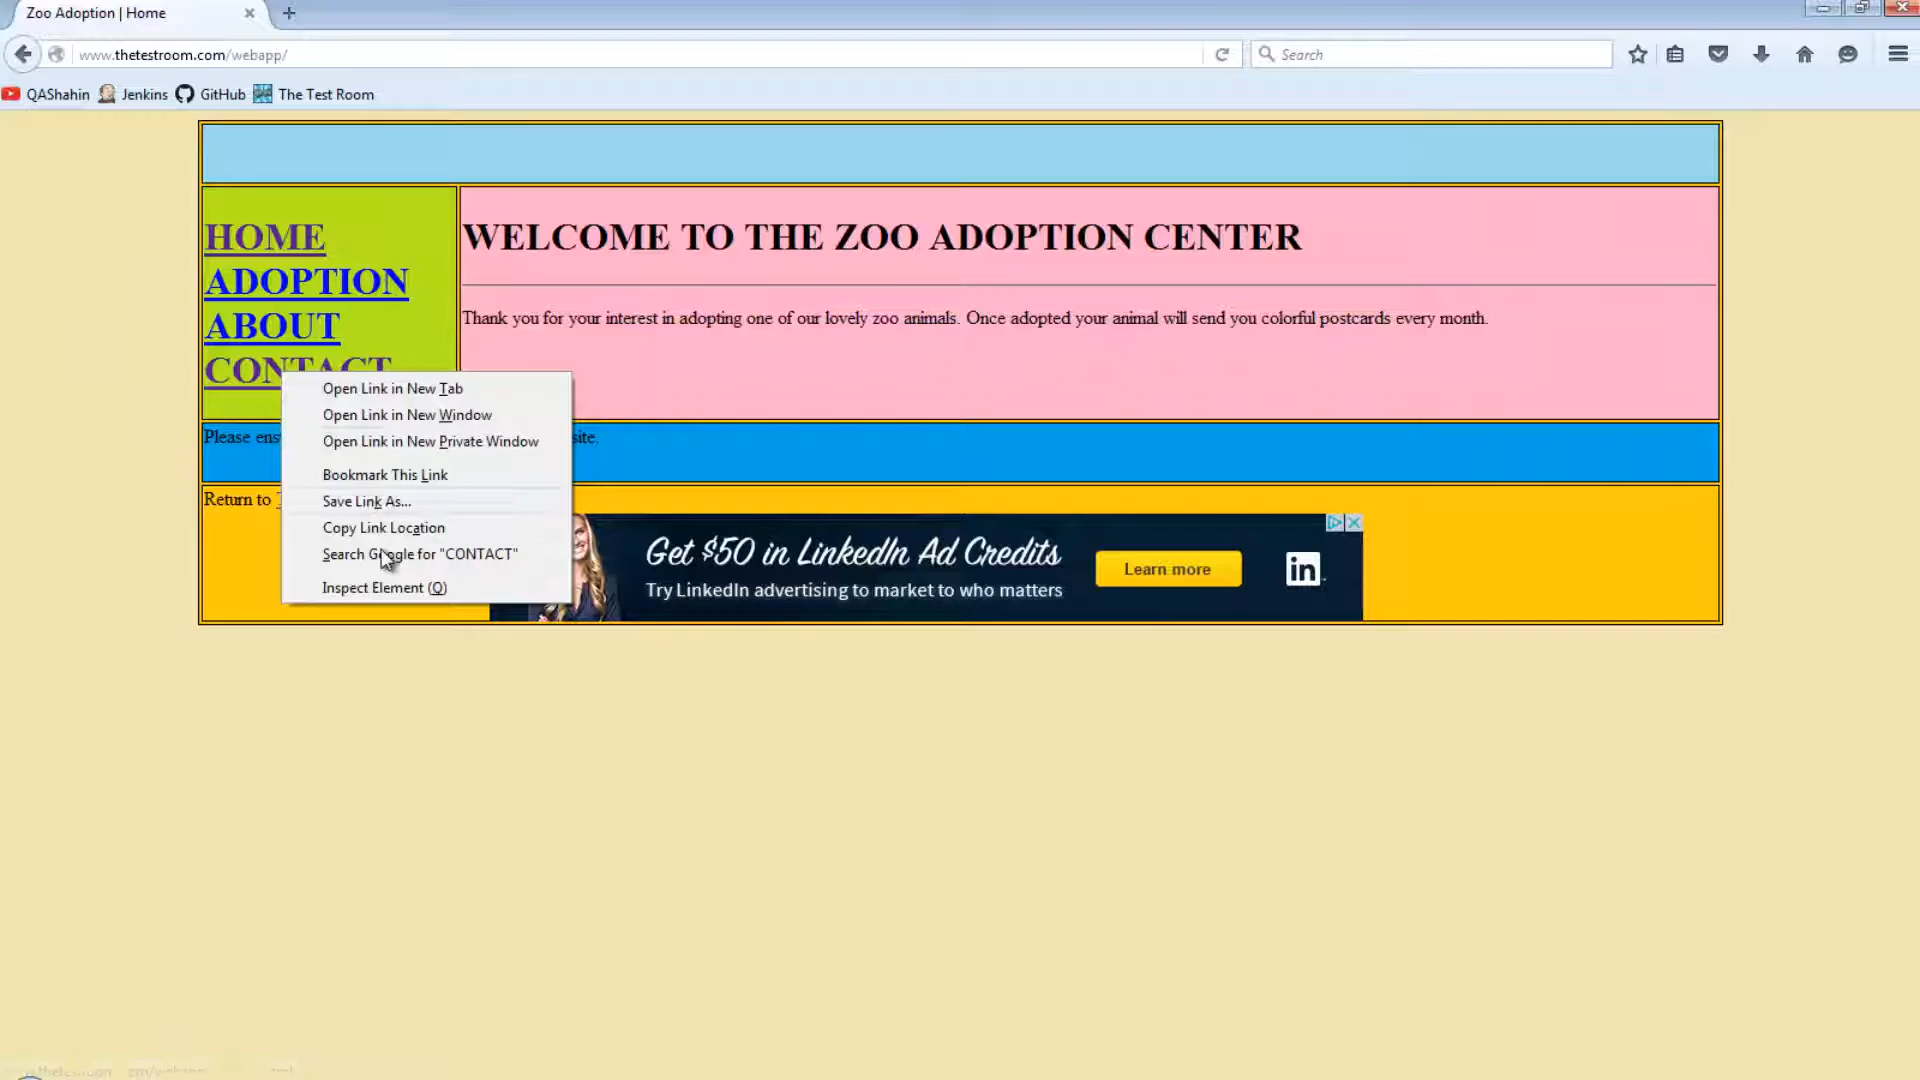 Zoo Adoption | Home
www.thetestroom.com/webapp/
Search
QAShahin Jenkins GitHub The Test Room
HOME
ADOPTION
ABOUT
CONTACT
WELCOME TO THE ZOO ADOPTION CENTER
Thank you for your interest in adopting one of our lovely zoo animals. Once adopted your animal will send you colorful postcards every month.
Open Link in New Tab
Open Link in New Window
Open Link in New Private Window
Bookmark This Link
Save Link As...
Copy Link Location
Search Google for "CONTACT"
Inspect Element (Q)
Please site.
Return to
Get $50 in LinkedIn Ad Credits
Try LinkedIn advertising to market to who matters
Learn more
in